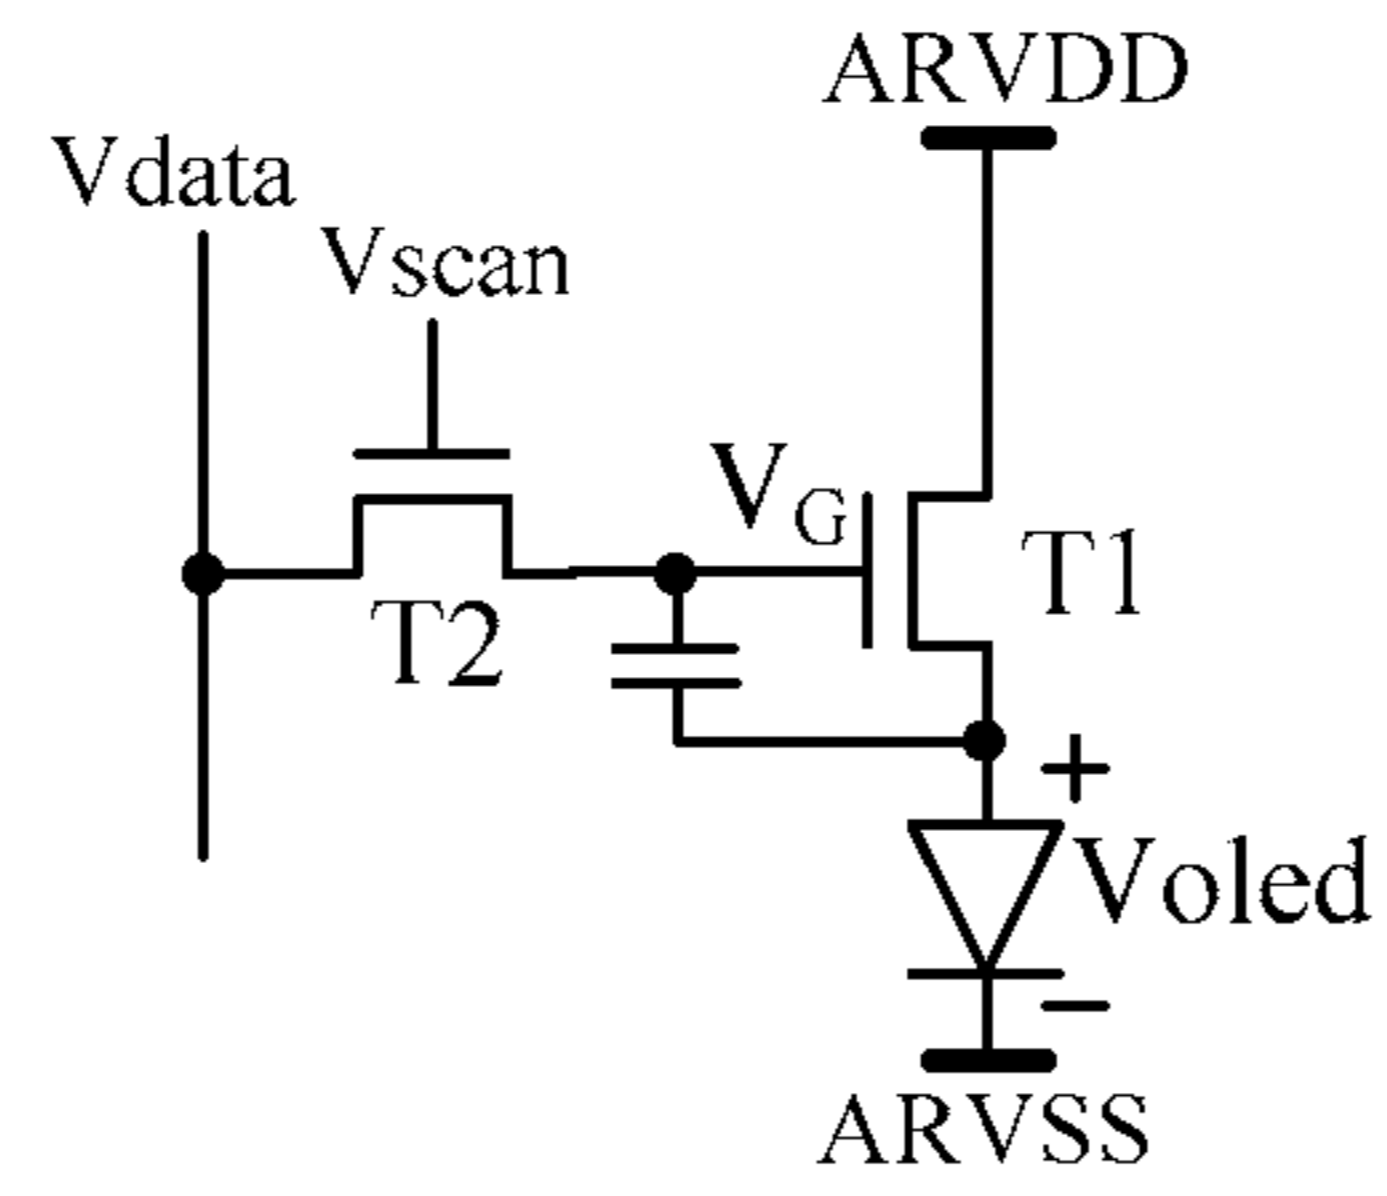 ARVDD
Vdata
Vscan
VG
T1
T2
+
Voled
−
ARVSS